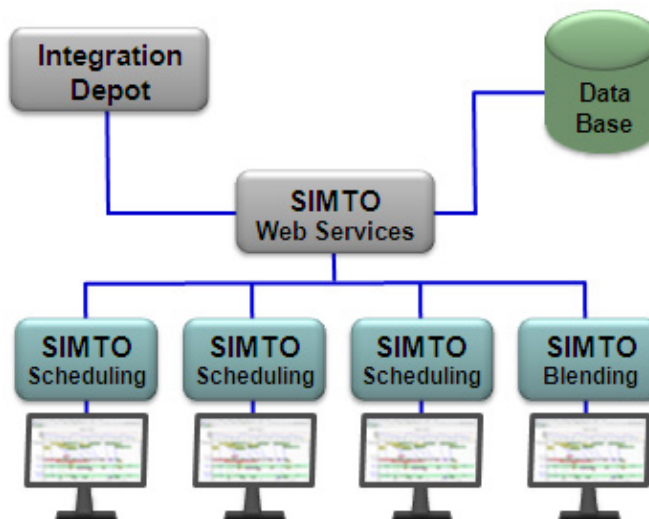 Integration
Depot
Data
Base
SIMTO
Web Services
SIMTO
Scheduling
SIMTO
Scheduling
SIMTO
Scheduling
SIMTO
Blending